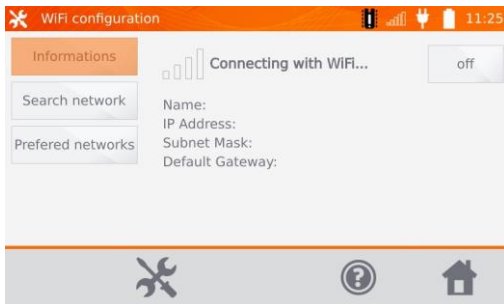 WiFi configuration 11:25
Informations
Connecting with WiFi...
off
Search network
Prefered networks
Name:
IP Address:
Subnet Mask:
Default Gateway:
?